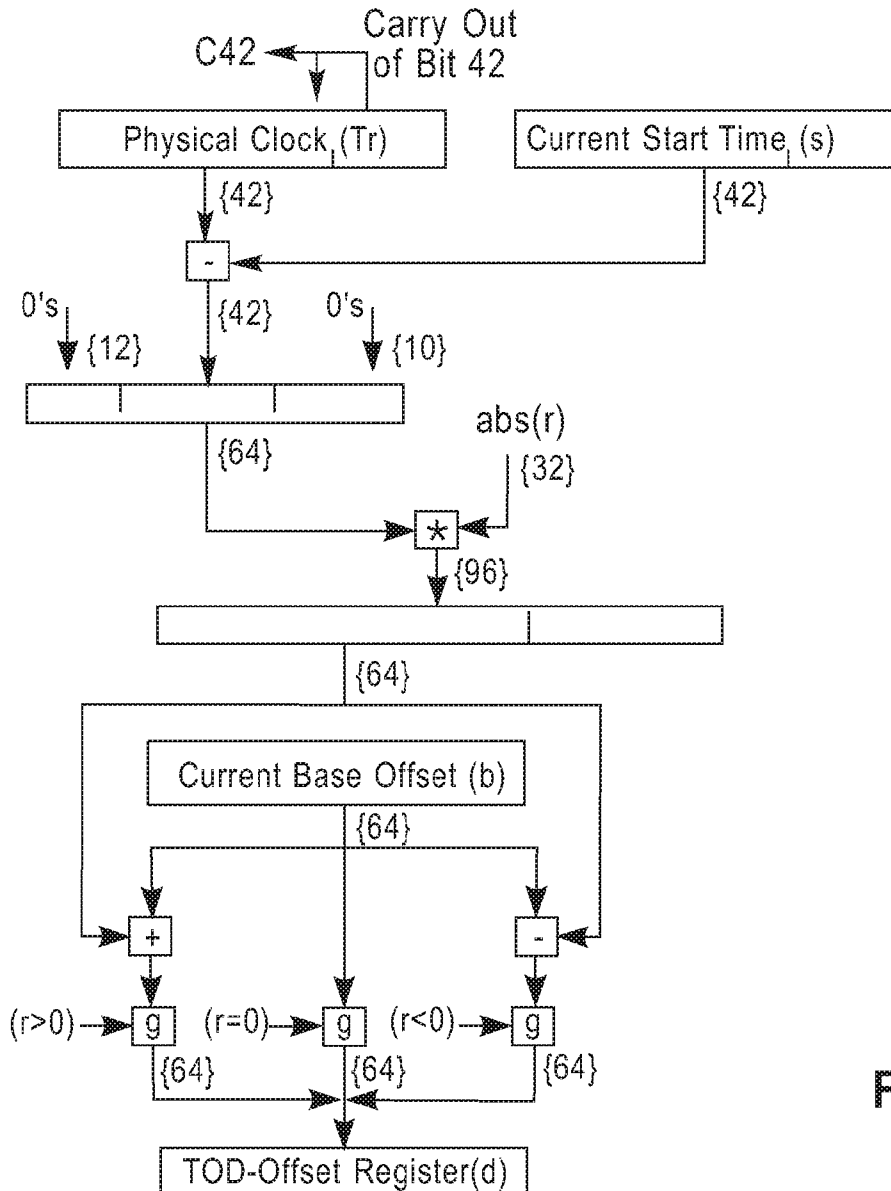 Carry Out
C42
of Bit 42
Physical Clock (Tr)
Current Start Time (s)
{42}
{42}
-
0's
{12}
{42}
0's
{10}
{64}
abs(r)
{32}
*
{96}
{64}
Current Base Offset (b)
{64}
+
-
(r>0)
g
(r=0)
g
(r<0)
g
{64}
{64}
{64}
F
TOD-Offset Register(d)